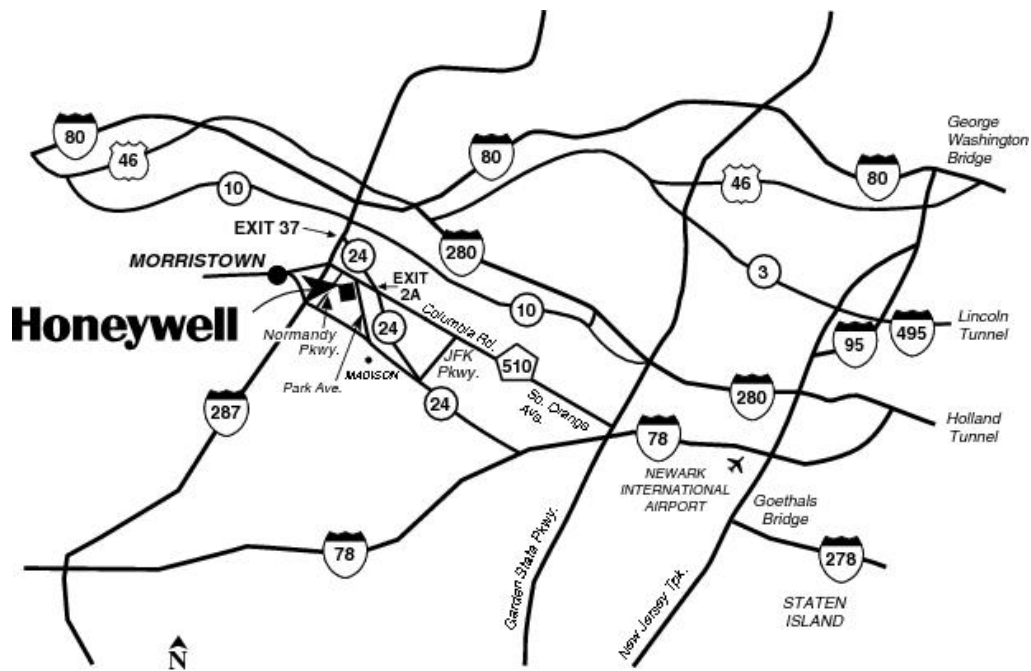 80
46
10
80
46
80
George
Washington
Bridge
EXIT 37
24
280
3
MORRISTOWN
EXIT
2A
Honeywell
Normandy
Pkwy.
24
Columbia Rd.
10
95
495
Lincoln
Tunnel
Park Ave.
MADISON
JFK
Pkwy.
510
287
24
So. Orange
Ave.
280
Holland
Tunnel
78
NEWARK
INTERNATIONAL
AIRPORT
Goethals
Bridge
78
Garden State Pkwy.
New Jersey Tpk.
278
STATEN
ISLAND
N